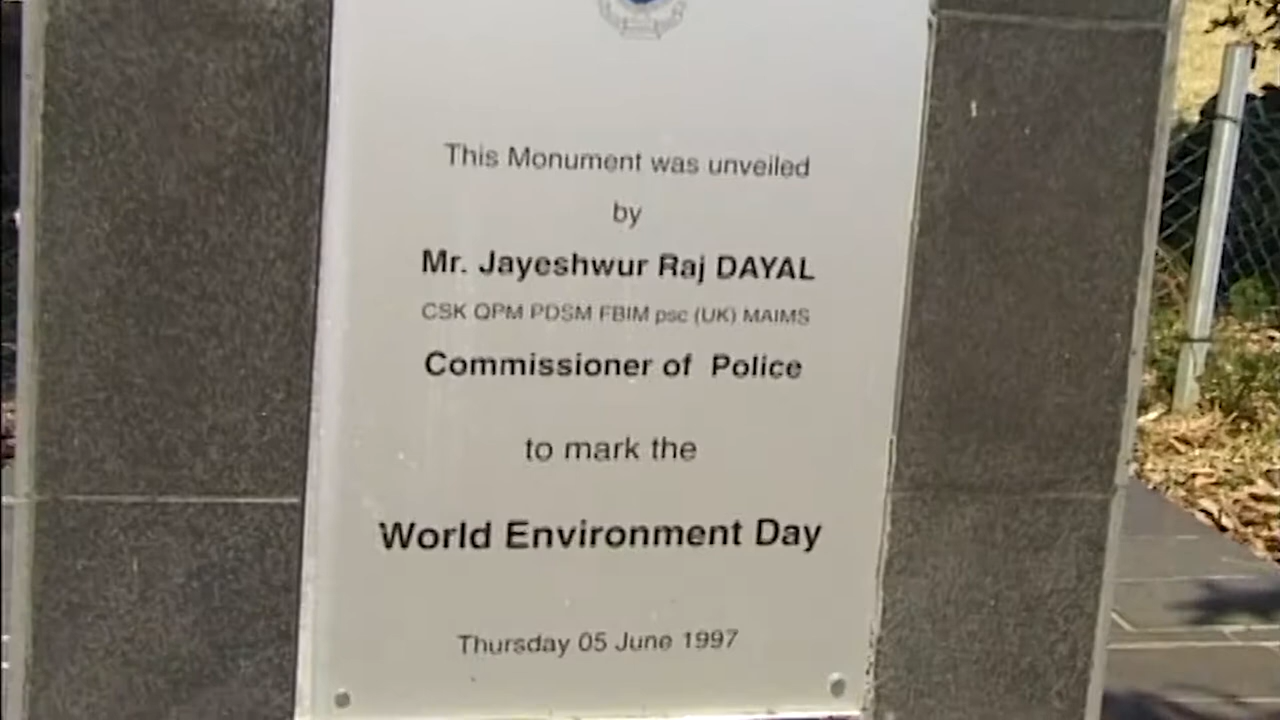 This Monument was unveiled
by
Mr. Jayeshwur Raj DAYAL
CSK QPM PDSM FBIM psc (UK) MAIMS
Commissioner of Police
to mark the
World Environment Day
Thursday 05 June 1997